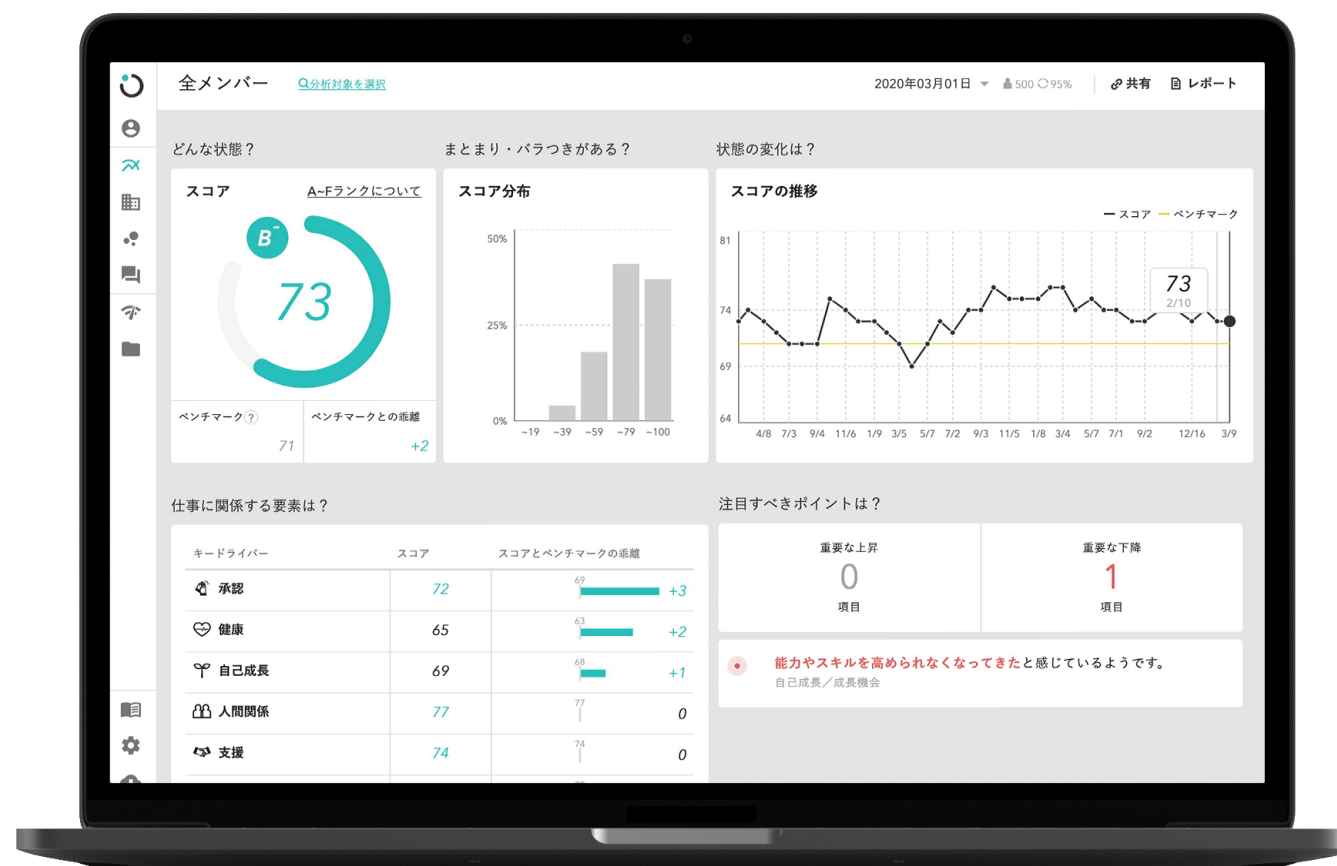 全メンバー
分析対象を選択
2020年03月01日
500
95%
共有
レポート
どんな状態？
スコア
A~Fランクについて
B-
73
ベンチマーク?
71
ベンチマークとの乖離
+2
まとまり・バラつきがある？
スコア分布
50%
25%
0%
~19 ~39 ~59 ~79 ~100
状態の変化は？
スコアの推移
スコア ベンチマーク
81
74
69
64
73
2/10
4/8 7/3 9/4 11/6 1/9 3/5 5/7 7/2 9/3 11/5 1/8 3/4 5/7 7/1 9/2 12/16 3/9
仕事に関係する要素は？
キードライバー スコア スコアとベンチマークの乖離
承認 72 69 +3
健康 65 63 +2
自己成長 69 68 +1
人間関係 77 77 0
支援 74 74 0
注目すべきポイントは？
重要な上昇
0
項目
重要な下降
1
項目
能力やスキルを高められなくなってきたと感じているようです。
自己成長／成長機会